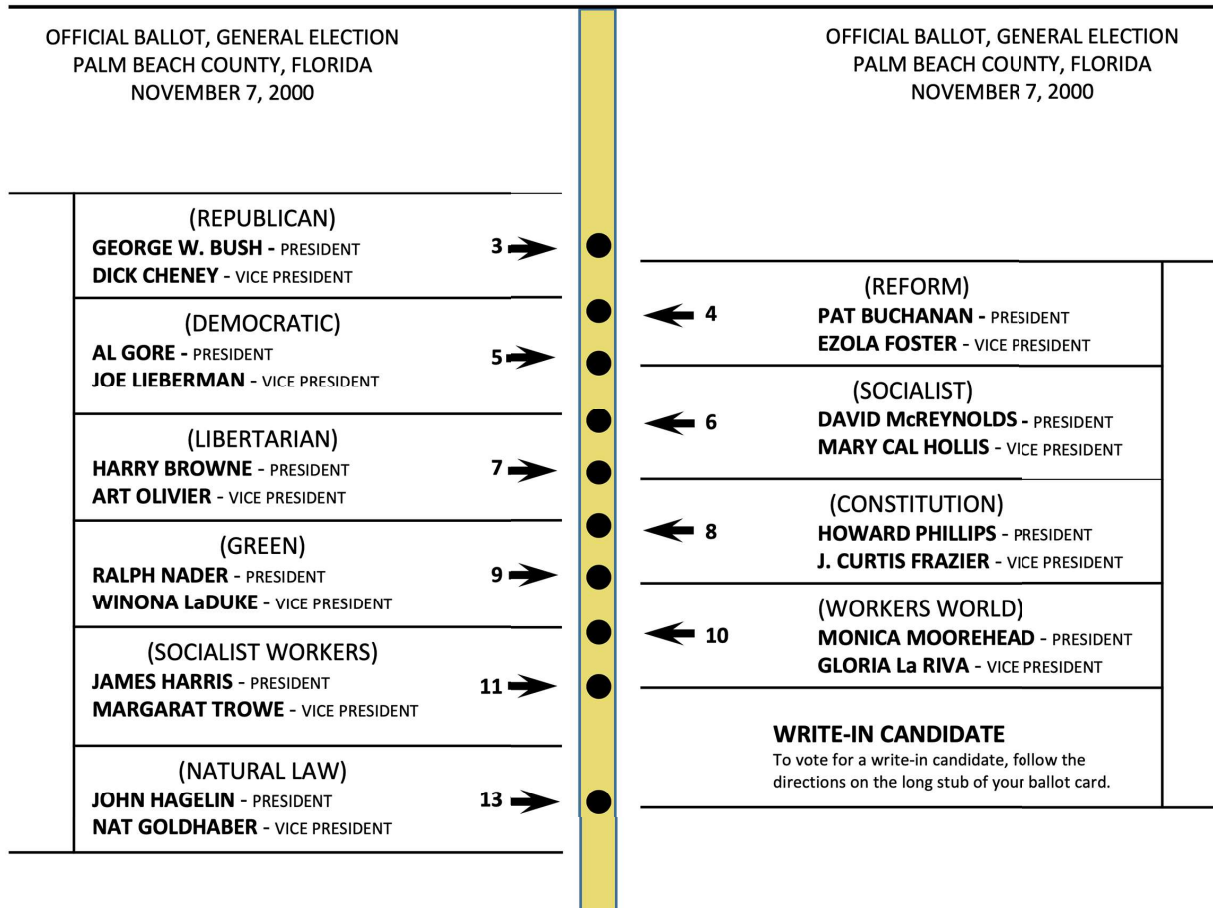 OFFICIAL BALLOT, GENERAL ELECTION
PALM BEACH COUNTY, FLORIDA
NOVEMBER 7, 2000
(REPUBLICAN)
GEORGE W. BUSH - PRESIDENT
3
DICK CHENEY - VICE PRESIDENT
(DEMOCRATIC)
AL GORE - PRESIDENT
5
JOE LIEBERMAN - VICE PRESIDENT
(LIBERTARIAN)
HARRY BROWNE - PRESIDENT
7
ART OLIVIER - VICE PRESIDENT
(GREEN)
RALPH NADER - PRESIDENT
9
WINONA LaDUKE - VICE PRESIDENT
(SOCIALIST WORKERS)
JAMES HARRIS - PRESIDENT
11
MARGARAT TROWE - VICE PRESIDENT
(NATURAL LAW)
JOHN HAGELIN - PRESIDENT
13
NAT GOLDHABER - VICE PRESIDENT
OFFICIAL BALLOT, GENERAL ELECTION
PALM BEACH COUNTY, FLORIDA
NOVEMBER 7, 2000
(REFORM)
4
PAT BUCHANAN - PRESIDENT
EZOLA FOSTER - VICE PRESIDENT
(SOCIALIST)
6
DAVID McREYNOLDS - PRESIDENT
MARY CAL HOLLIS - VICE PRESIDENT
(CONSTITUTION)
8
HOWARD PHILLIPS - PRESIDENT
J. CURTIS FRAZIER - VICE PRESIDENT
(WORKERS WORLD)
10
MONICA MOOREHEAD - PRESIDENT
GLORIA La RIVA - VICE PRESIDENT
WRITE-IN CANDIDATE
To vote for a write-in candidate, follow the
directions on the long stub of your ballot card.